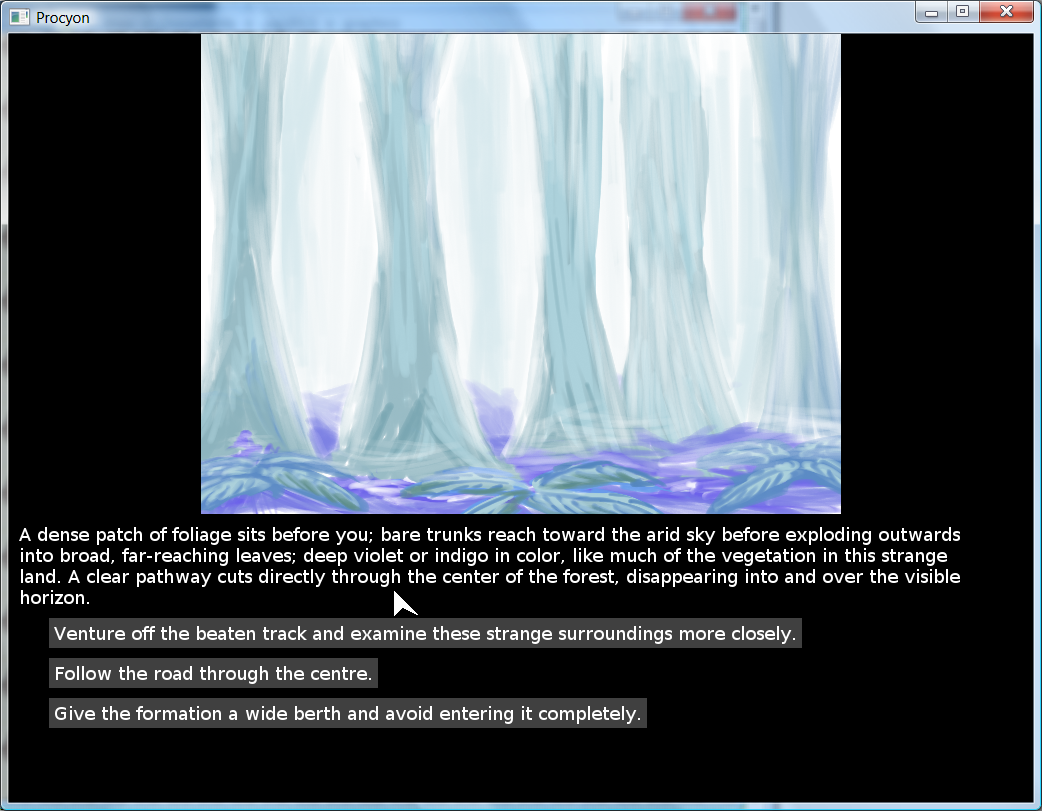 Procyon
A dense patch of foliage sits before you; bare trunks reach toward the arid sky before exploding outwards
into broad, far-reaching leaves; deep violet or indigo in color, like much of the vegetation in this strange
land. A clear pathway cuts directly through the center of the forest, disappearing into and over the visible
horizon.
Venture off the beaten track and examine these strange surroundings more closely.
Follow the road through the centre.
Give the formation a wide berth and avoid entering it completely.